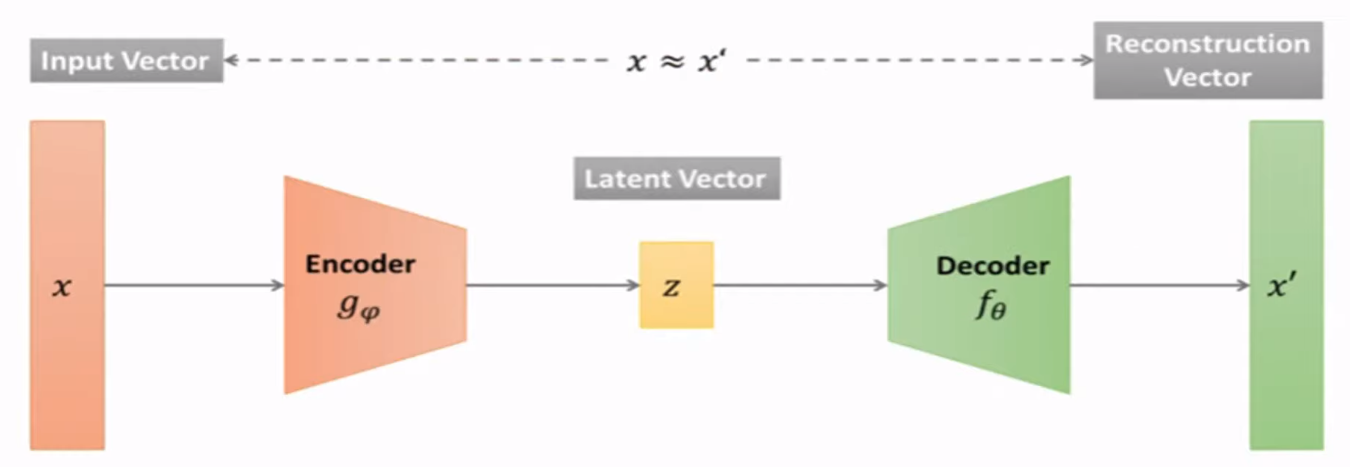 Input Vector
x ≈ x‘
Reconstruction
Vector
Latent Vector
x
Encoder
gφ
z
Decoder
fθ
x′